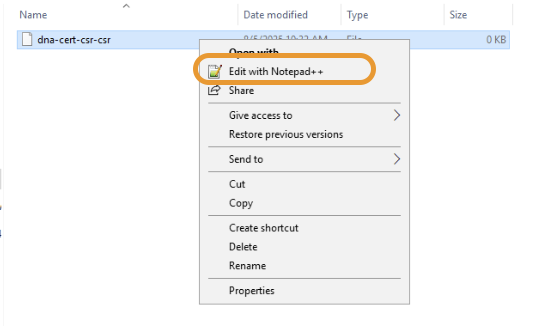 Name Date modified Type Size
dna-cert-csr-csr 8/5/2025 10:33 AM File 0 KB
Open with
Edit with Notepad++
Share
Give access to
Restore previous versions
Send to
Cut
Copy
Create shortcut
Delete
Rename
Properties